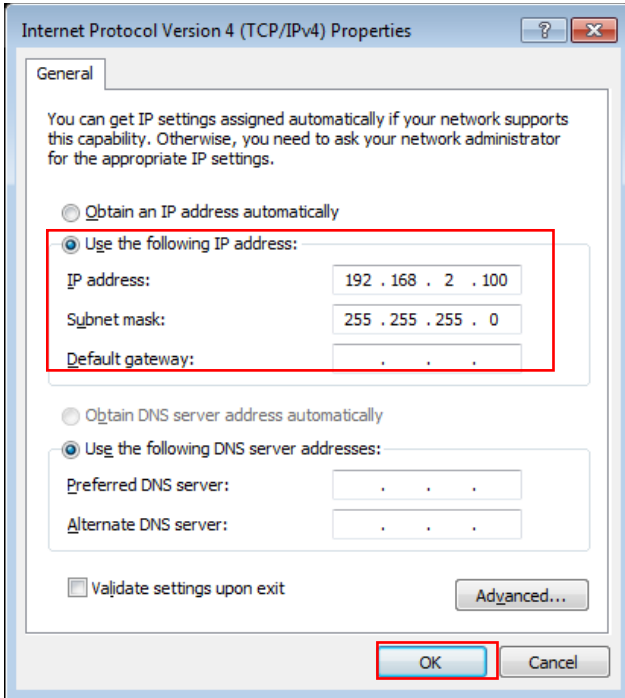 Internet Protocol Version 4 (TCP/IPv4) Properties
General
You can get IP settings assigned automatically if your network supports
this capability. Otherwise, you need to ask your network administrator
for the appropriate IP settings.
Obtain an IP address automatically
Use the following IP address:
IP address: 192 . 168 . 2 . 100
Subnet mask: 255 . 255 . 255 . 0
Default gateway: . . .
Obtain DNS server address automatically
Use the following DNS server addresses:
Preferred DNS server: . . .
Alternate DNS server: . . .
Validate settings upon exit
Advanced...
OK Cancel